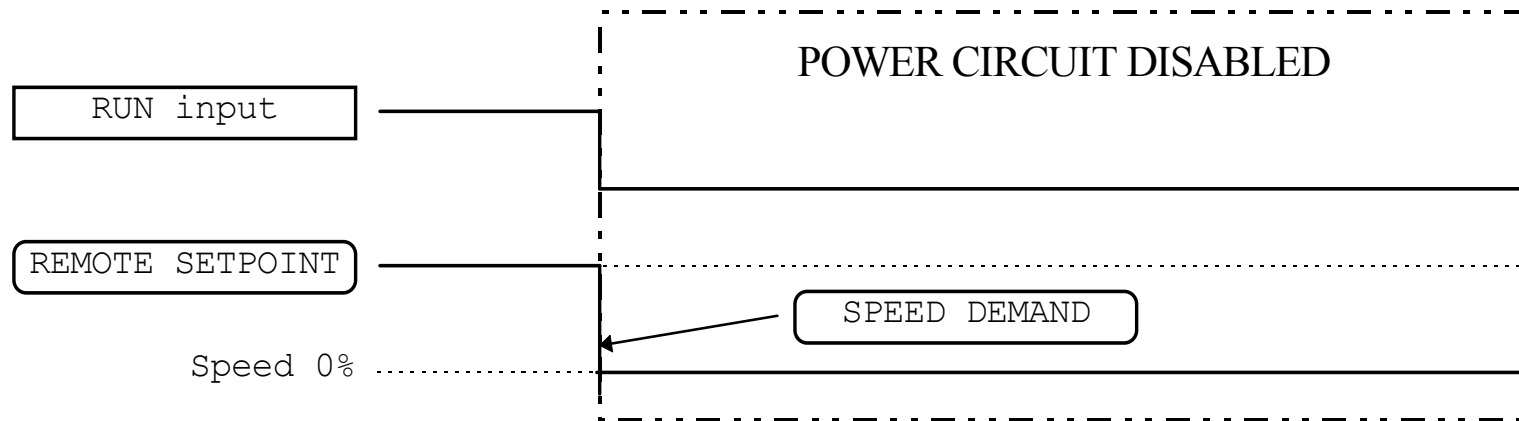 POWER CIRCUIT DISABLED
RUN input
REMOTE SETPOINT
SPEED DEMAND
Speed 0%